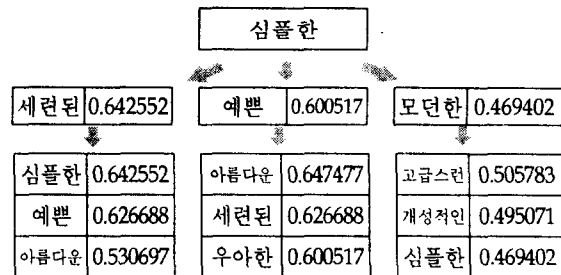 심플한
세련된 0.642552 예쁜 0.600517 모던한 0.469402
심플한 0.642552 아름다운 0.647477 고급스런 0.505783
예쁜 0.626688 세련된 0.626688 개성적인 0.495071
아름다운 0.530697 우아한 0.600517 심플한 0.469402